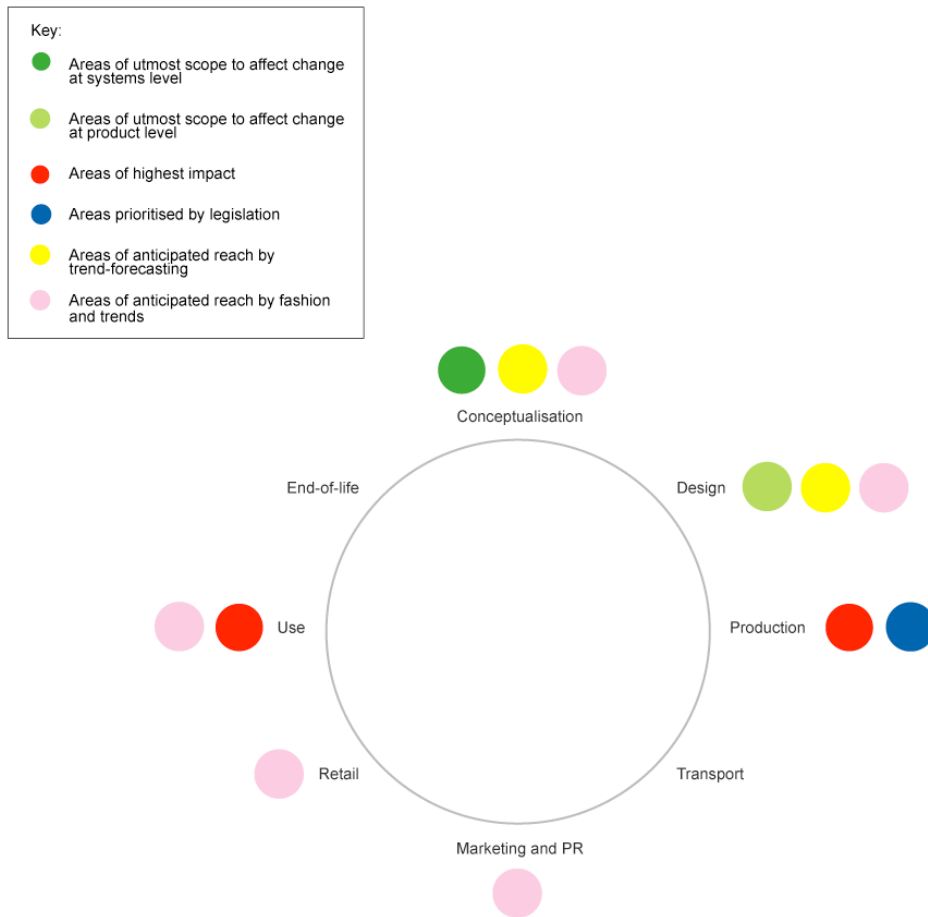 Key:
Areas of utmost scope to affect change
at systems level
Areas of utmost scope to affect change
at product level
Areas of highest impact
Areas prioritised by legislation
Areas of anticipated reach by
trend-forecasting
Areas of anticipated reach by fashion
and trends
Conceptualisation
End-of-life
Design
Use
Production
Retail
Transport
Marketing and PR